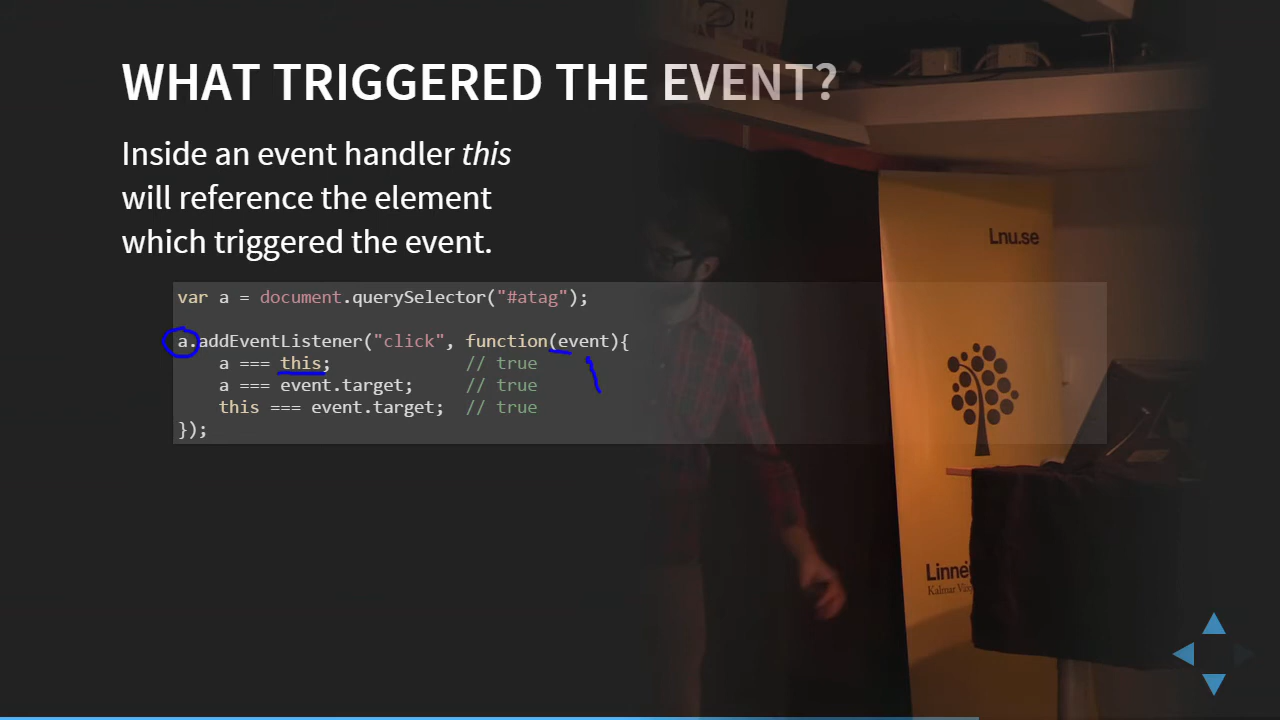 WHAT TRIGGERED THE EVENT?
Inside an event handler this
will reference the element
which triggered the event.
var a = document.querySelector("#atag");
a.addEventListener("click", function(event){
a === this; // true
a === event.target; // true
this === event.target; // true
});
Lnu.se